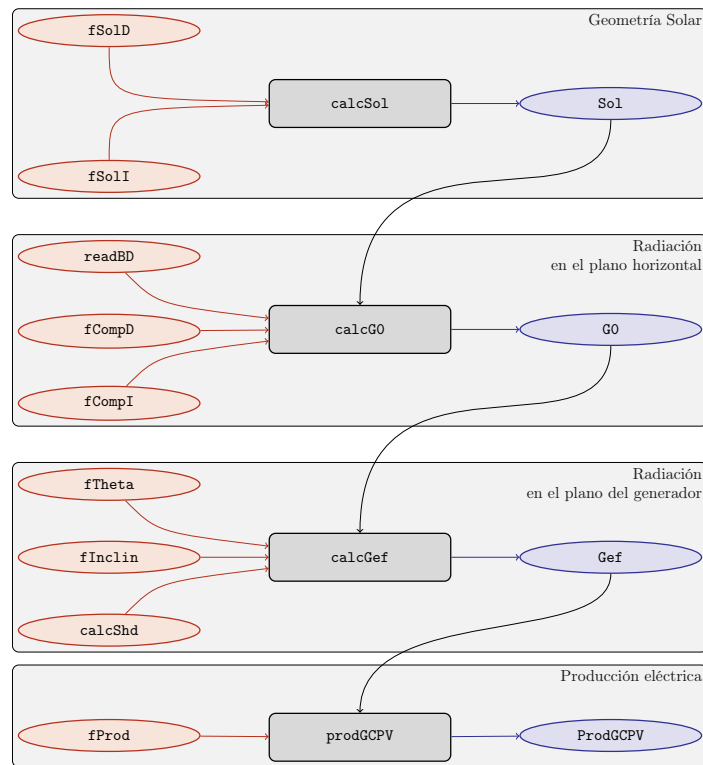 Geometría Solar
fSolD
calcSol
Sol
fSolI
Radiación
en el plano horizontal
readBD
fCompD
calcG0
G0
fCompI
Radiación
en el plano del generador
fTheta
fInclin
calcGef
Gef
calcShd
Producción eléctrica
fProd
prodGCPV
ProdGCPV